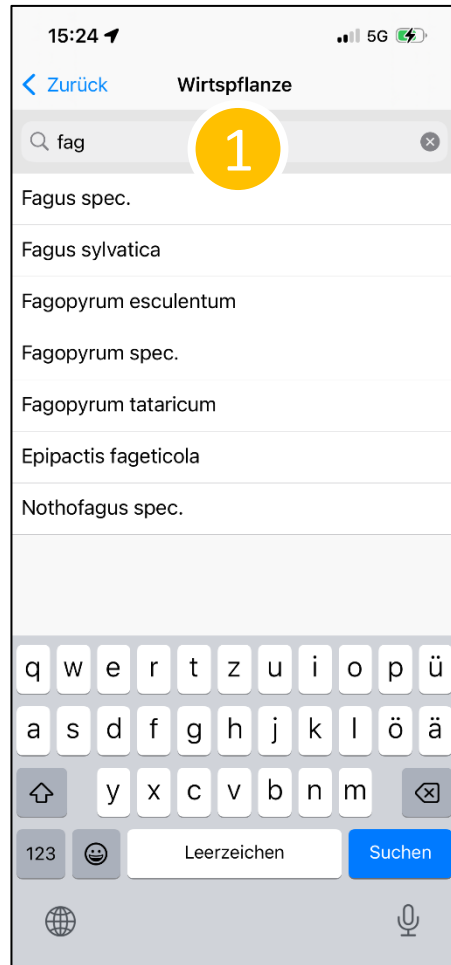 15:24 5G
Zurück Wirtspflanze
fag 1
Fagus spec.
Fagus sylvatica
Fagopyrum esculentum
Fagopyrum spec.
Fagopyrum tataricum
Epipactis fageticola
Nothofagus spec.
q w e r t z u i o p ü
a s d f g h j k l ö ä
y x c v b n m
123 Leerzeichen Suchen